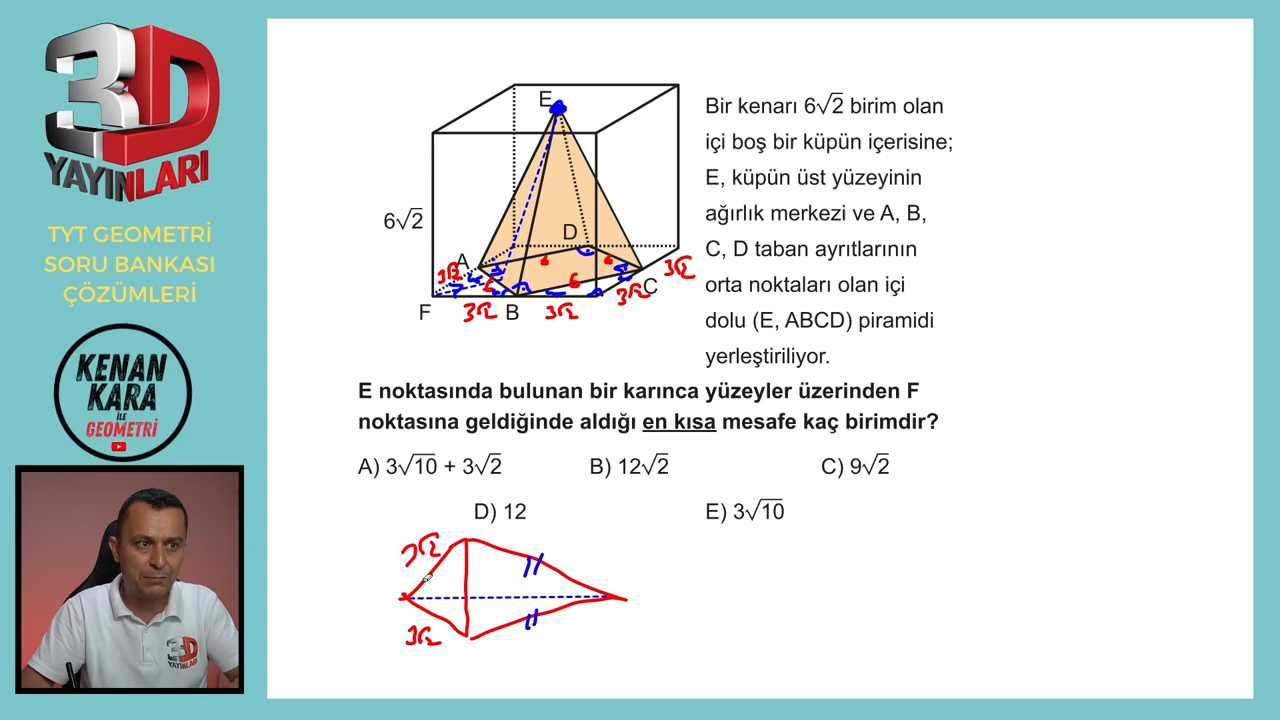 3D
YAYINLARI
TYT GEOMETRİ
SORU BANKASI
ÇÖZÜMLERİ
KENAN
KARA
İLE
GEOMETRİ
3D
YAYINLARI
E
6√2
D
A
C
F
B
3√2
6
6
6
6
3√2
3√2
3√2
3√2
Bir kenarı 6√2 birim olan
içi boş bir küpün içerisine;
E, küpün üst yüzeyinin
ağırlık merkezi ve A, B,
C, D taban ayrıtlarının
orta noktaları olan içi
dolu (E, ABCD) piramidi
yerleştiriliyor.
E noktasında bulunan bir karınca yüzeyler üzerinden F
noktasına geldiğinde aldığı en kısa mesafe kaç birimdir?
A) 3√10 + 3√2
B) 12√2
C) 9√2
D) 12
E) 3√10
3√2
3√2